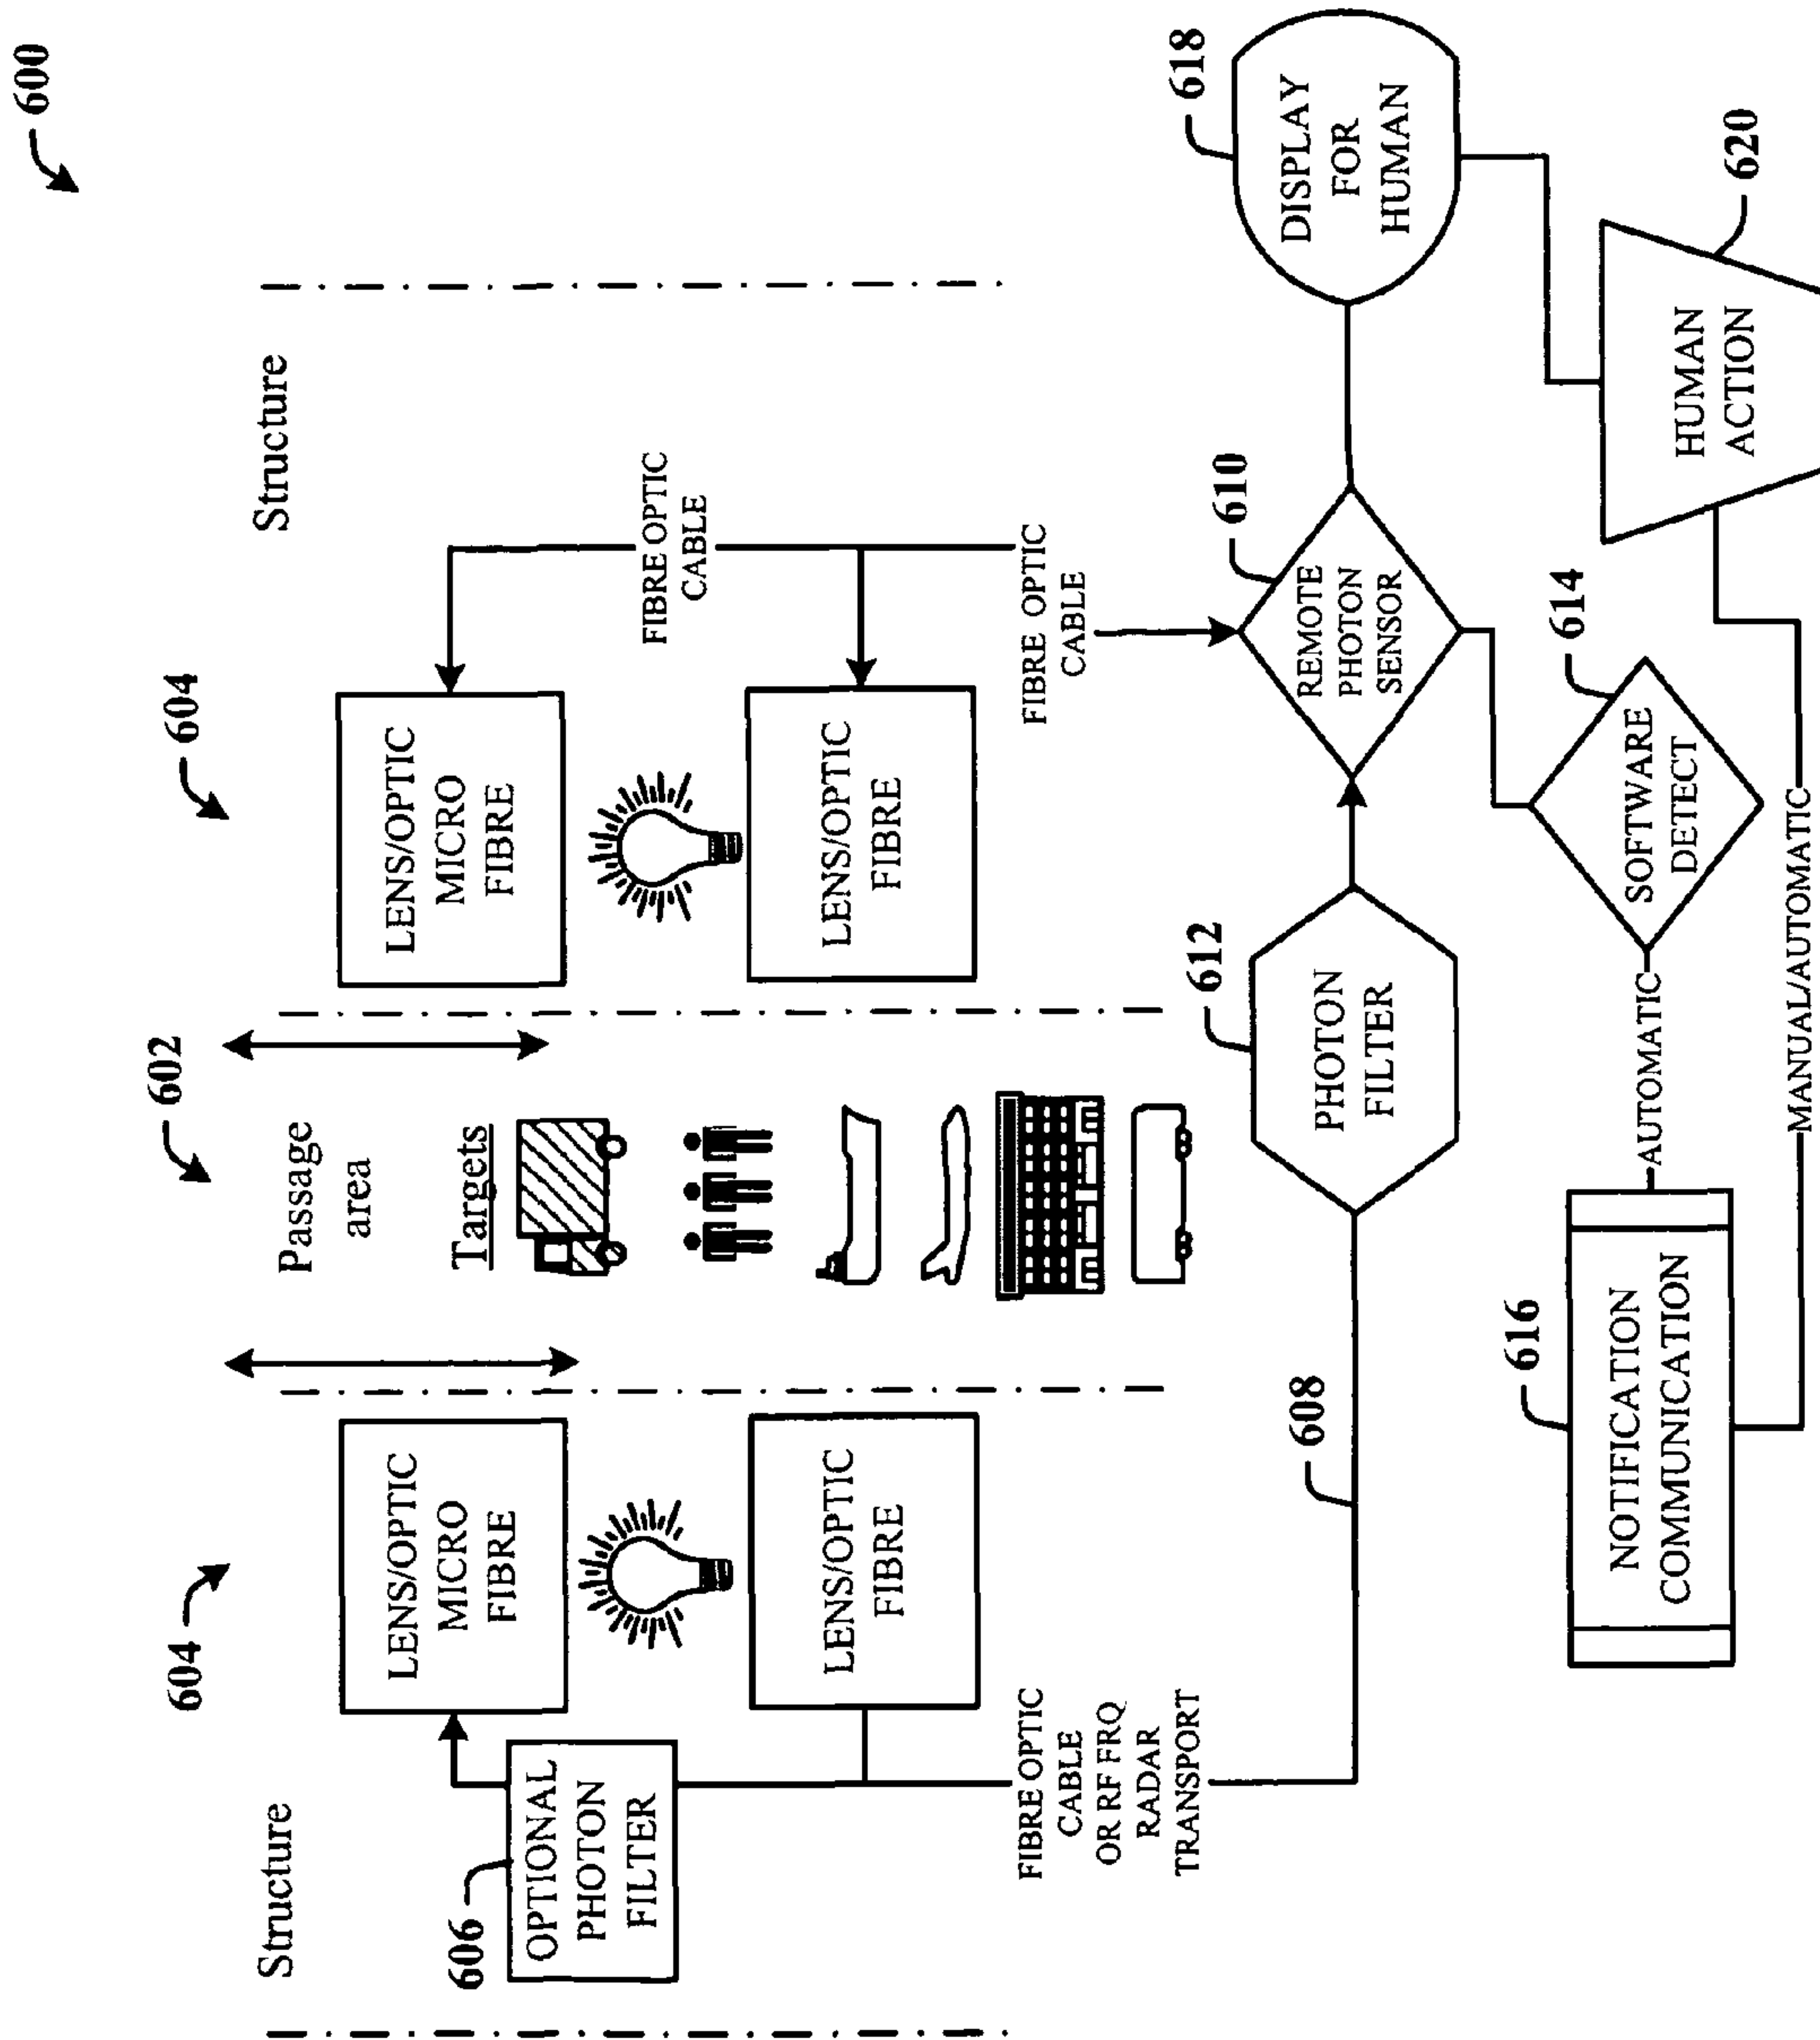 600
604
602
604
Structure
Passage
area
Structure
LENS/OPTIC
MICRO
FIBRE
LENS/OPTIC
MICRO
FIBRE
606
OPTIONAL
PHOTON
FILTER
Targets
FIBRE OPTIC
CABLE
LENS/OPTIC
FIBRE
LENS/OPTIC
FIBRE
FIBRE OPTIC
CABLE
OR RF FRQ
RADAR
TRANSPORT
FIBRE OPTIC
CABLE
608
612
610
618
PHOTON
FILTER
REMOTE
PHOTON
SENSOR
DISPLAY
FOR
HUMAN
616
614
NOTIFICATION
COMMUNICATION
AUTOMATIC
SOFTWARE
DETECT
HUMAN
ACTION
620
MANUAL/AUTOMATIC